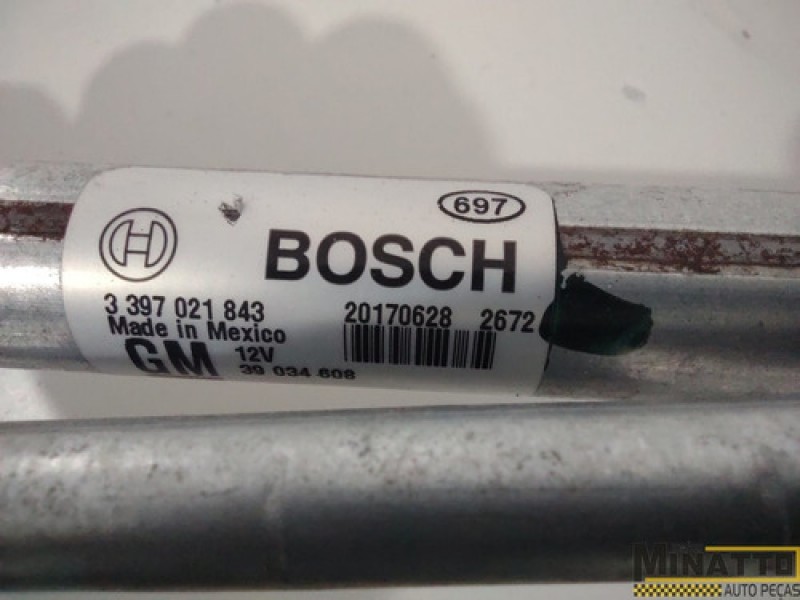 697
BOSCH
3 397 021 843
20170628 2672
Made in Mexico
GM 12V
39 034 608
MINATTO
AUTO PEÇAS